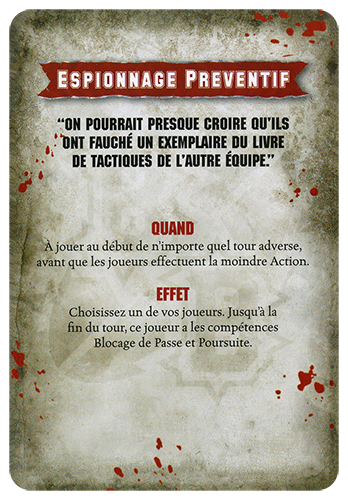 ESPIONNAGE PREVENTIF
“ON POURRAIT PRESQUE CROIRE QU’ILS
ONT FAUCHÉ UN EXEMPLAIRE DU LIVRE
DE TACTIQUES DE L’AUTRE ÉQUIPE.”
QUAND
À jouer au début de n’importe quel tour adverse,
avant que les joueurs effectuent la moindre Action.
EFFET
Choisissez un de vos joueurs. Jusqu’à la
fin du tour, ce joueur a les compétences
Blocage de Passe et Poursuite.